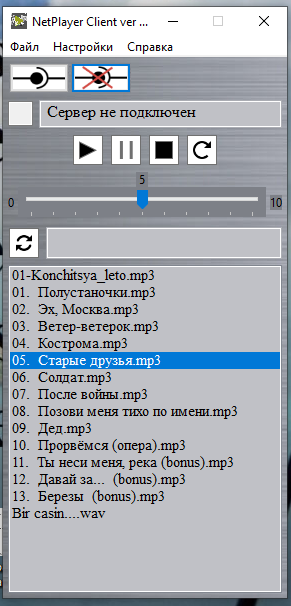 NetPlayer Client ver ...
Файл Настройки Справка
Сервер не подключен
5
0 10
01-Konchitsya_leto.mp3
01. Полустаночки.mp3
02. Эх, Москва.mp3
03. Ветер-ветерок.mp3
04. Кострома.mp3
05. Старые друзья.mp3
06. Солдат.mp3
07. После войны.mp3
08. Позови меня тихо по имени.mp3
09. Дед.mp3
10. Прорвёмся (опера).mp3
11. Ты неси меня, река (bonus).mp3
12. Давай за... (bonus).mp3
13. Березы (bonus).mp3
Bir casin....wav